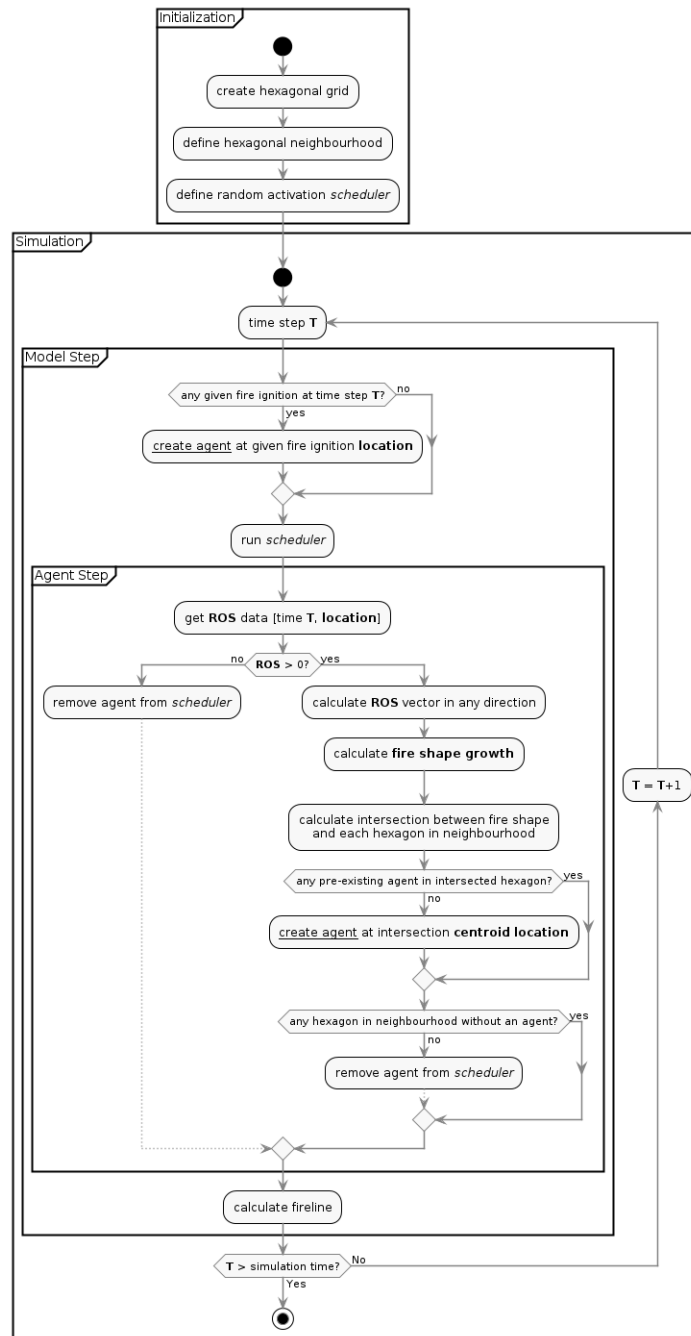 Initialization
create hexagonal grid
define hexagonal neighbourhood
define random activation scheduler
Simulation
time step T
Model Step
any given fire ignition at time step T?
no
yes
create agent at given fire ignition location
run scheduler
Agent Step
get ROS data [time T, location]
no
ROS > 0?
yes
remove agent from scheduler
calculate ROS vector in any direction
calculate fire shape growth
T = T+1
calculate intersection between fire shape
and each hexagon in neighbourhood
any pre-existing agent in intersected hexagon?
yes
no
create agent at intersection centroid location
any hexagon in neighbourhood without an agent?
yes
no
remove agent from scheduler
calculate fireline
T > simulation time?
No
Yes